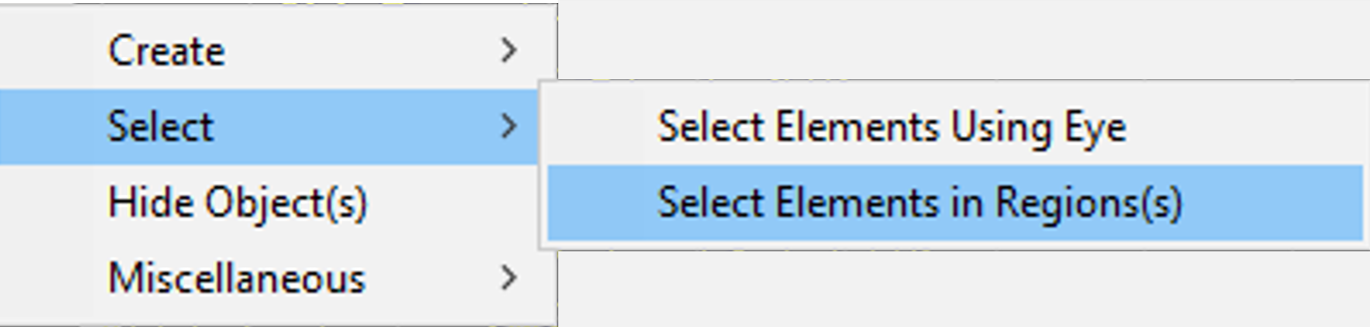 Create
Select
Select Elements Using Eye
Select Elements in Regions(s)
Hide Object(s)
Miscellaneous